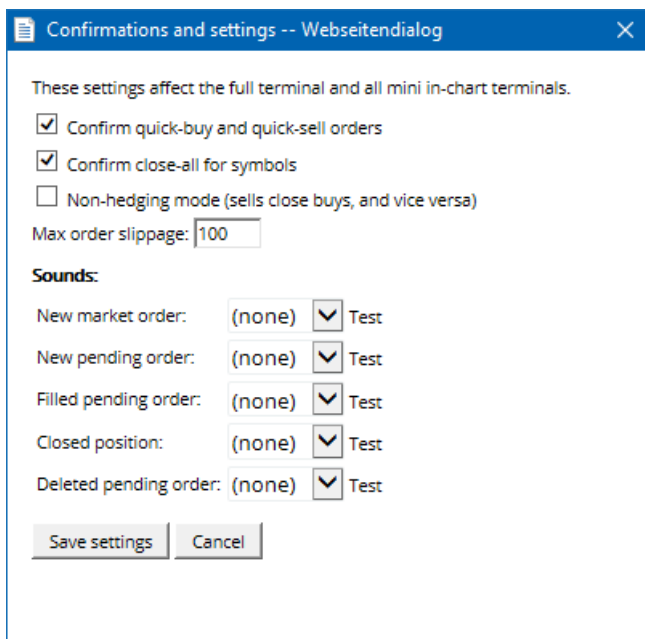 Confirmations and settings -- Webseitendialog
These settings affect the full terminal and all mini in-chart terminals.
Confirm quick-buy and quick-sell orders
Confirm close-all for symbols
Non-hedging mode (sells close buys, and vice versa)
Max order slippage: 100
Sounds:
New market order: (none) Test
New pending order: (none) Test
Filled pending order: (none) Test
Closed position: (none) Test
Deleted pending order: (none) Test
Save settings Cancel